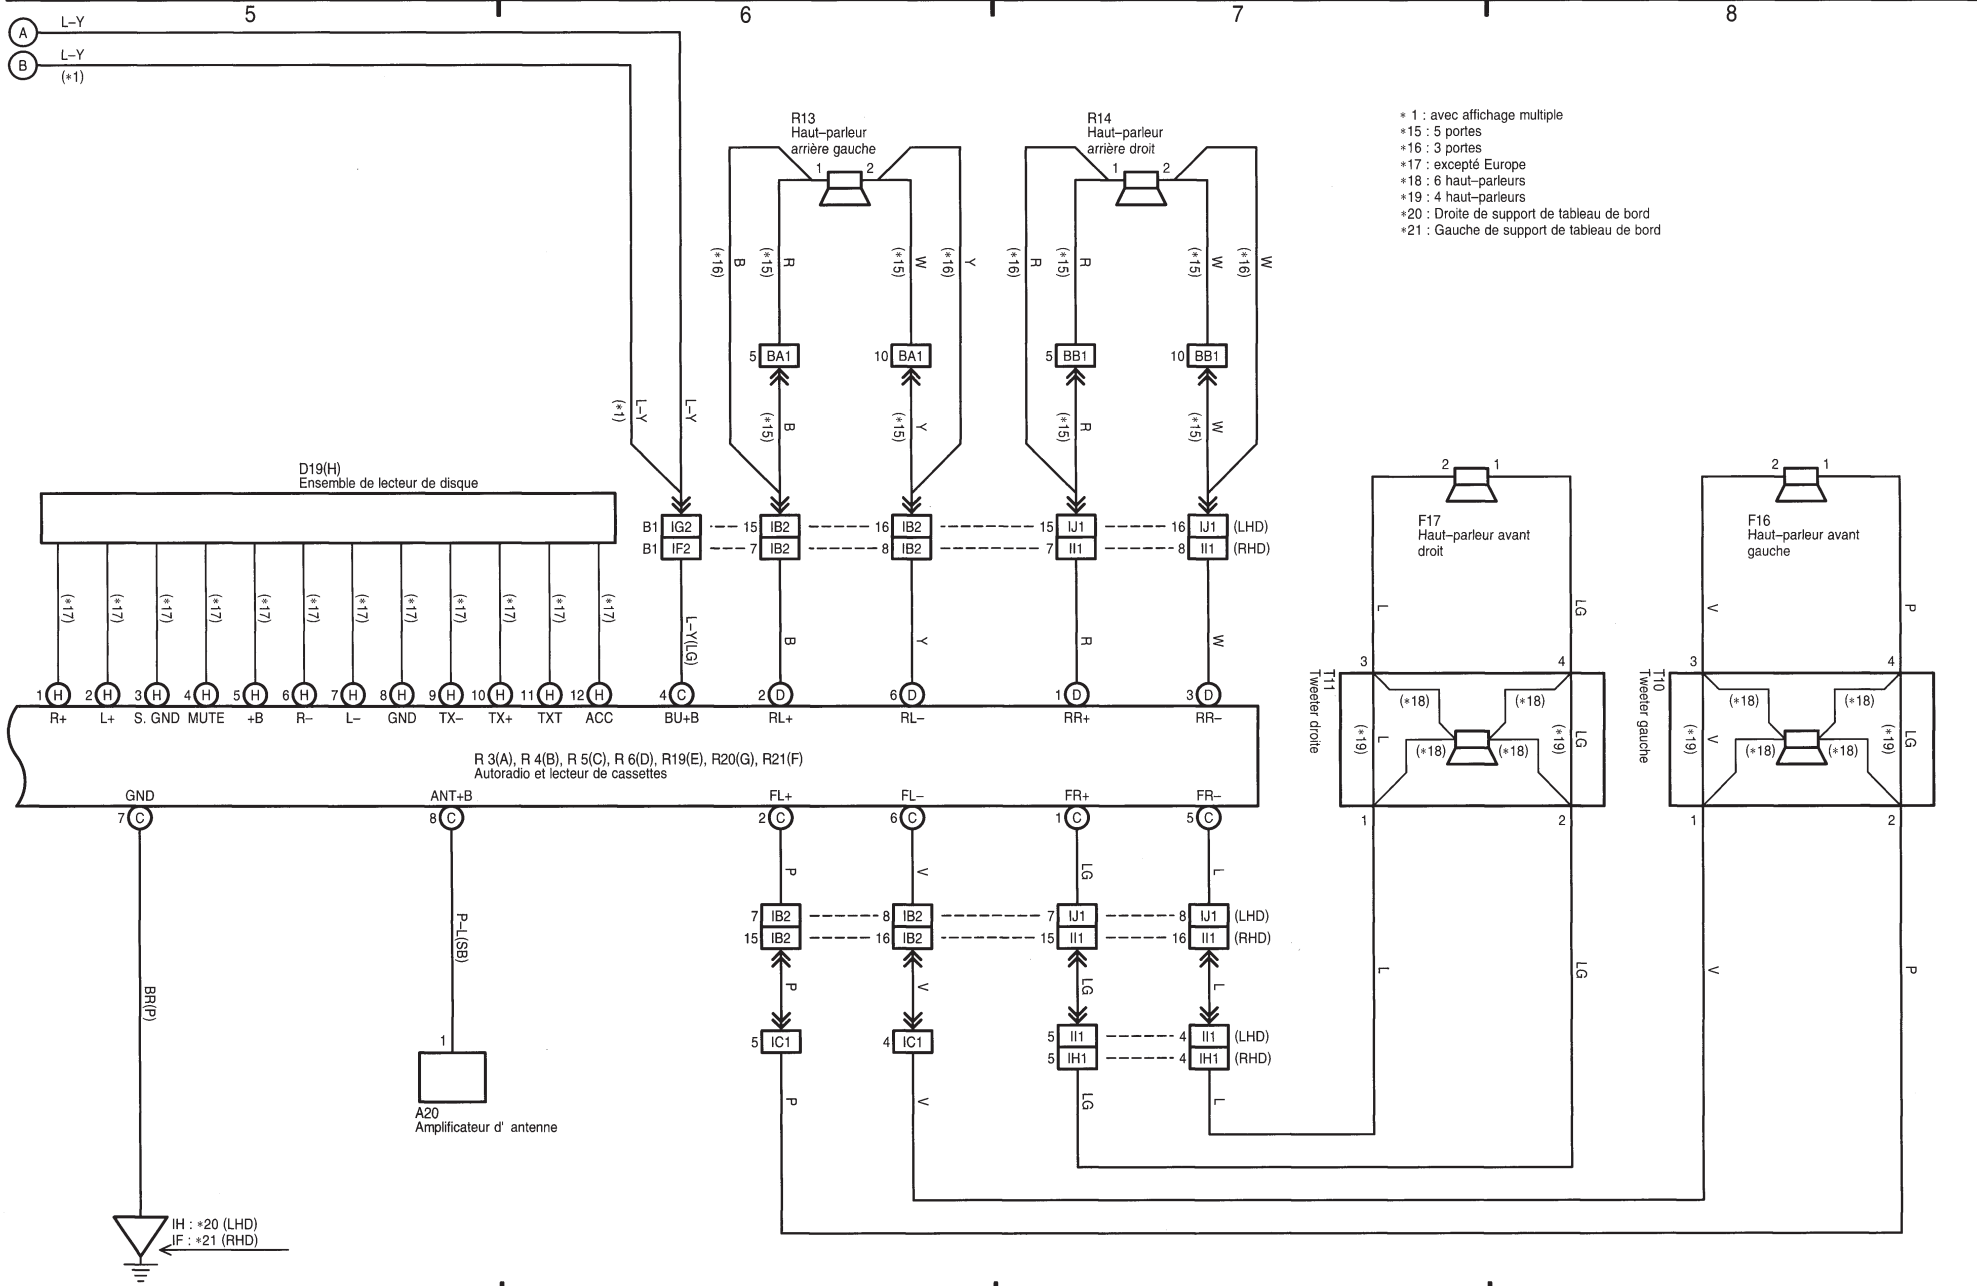 5 6 7 8
A L–Y
B L–Y
(*1)
* 1 : avec affichage multiple
*15 : 5 portes
*16 : 3 portes
*17 : excepté Europe
*18 : 6 haut–parleurs
*19 : 4 haut–parleurs
*20 : Droite de support de tableau de bord
*21 : Gauche de support de tableau de bord
R13
Haut–parleur
arrière gauche
1 2
R14
Haut–parleur
arrière droit
1 2
(*16) B (*15) R (*15) W (*16) Y (*16) R (*15) R (*15) W (*16) W
5 BA1 10 BA1 5 BB1 10 BB1
(*1) L–Y L–Y (*15) B (*15) Y (*15) R (*15) W
D19(H)
Ensemble de lecteur de disque
B1 IG2 15 IB2 16 IB2 15 IJ1 16 IJ1 (LHD)
B1 IF2 7 IB2 8 IB2 7 II1 8 II1 (RHD)
2 1
F17
Haut–parleur avant
droit
2 1
F16
Haut–parleur avant
gauche
(*17) (*17) (*17) (*17) (*17) (*17) (*17) (*17) (*17) (*17) (*17) (*17)
L–Y(LG) B Y R W
L LG V P
1 H 2 H 3 H 4 H 5 H 6 H 7 H 8 H 9 H 10 H 11 H 12 H 4 C 2 D 6 D 1 D 3 D
R+ L+ S. GND MUTE +B R– L– GND TX– TX+ TXT ACC BU+B RL+ RL– RR+ RR–
R 3(A), R 4(B), R 5(C), R 6(D), R19(E), R20(G), R21(F)
Autoradio et lecteur de cassettes
GND ANT+B FL+ FL– FR+ FR–
7 C 8 C 2 C 6 C 1 C 5 C
T11
Tweeter droite
3 4
(*18) (*18)
(*19) L (*19) LG
(*18) (*18)
1 2
T10
Tweeter gauche
3 4
(*18) (*18)
(*19) V (*19) LG
(*18) (*18)
1 2
P V LG L
7 IB2 8 IB2 7 IJ1 8 IJ1 (LHD)
15 IB2 16 IB2 15 II1 16 II1 (RHD)
BR(P) P–L(SB) P V LG L L LG V P
5 IC1 4 IC1 5 II1 4 II1 (LHD)
5 IH1 4 IH1 (RHD)
1
A20
Amplificateur d' antenne
P V LG L
IH : *20 (LHD)
IF : *21 (RHD)